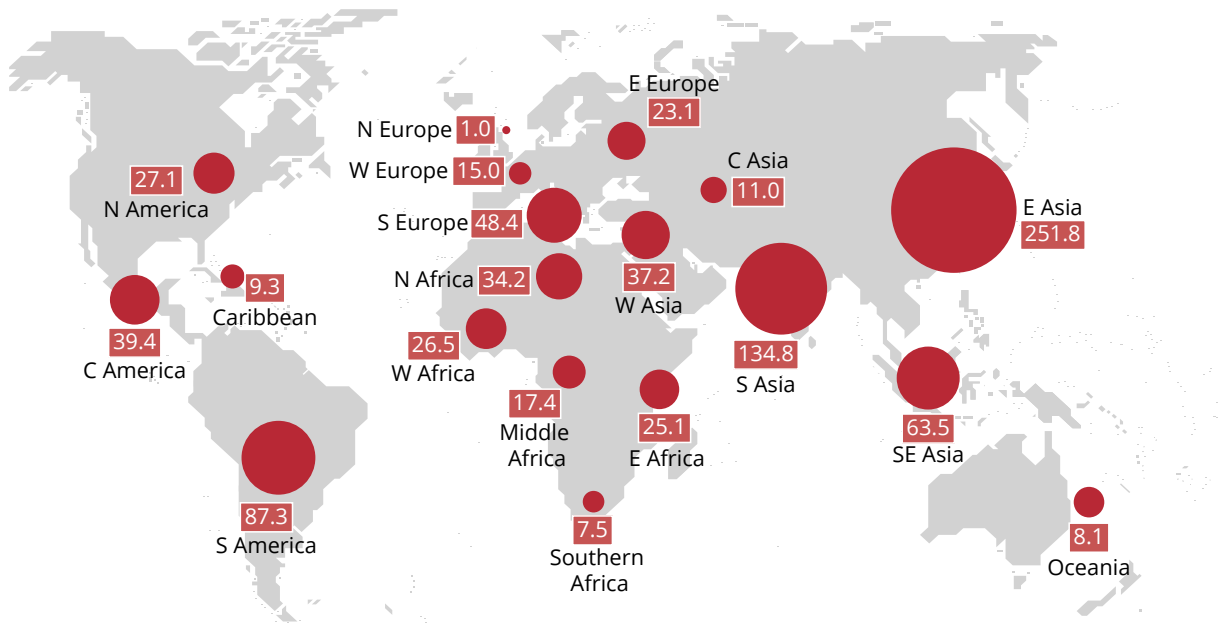 E Europe
23.1
N Europe 1.0
W Europe 15.0
C Asia
11.0
27.1
N America
S Europe 48.4
E Asia
251.8
N Africa 34.2
37.2
W Asia
9.3
Caribbean
39.4
C America
26.5
W Africa
134.8
S Asia
17.4
Middle
Africa
25.1
E Africa
63.5
SE Asia
87.3
S America
7.5
Southern
Africa
8.1
Oceania